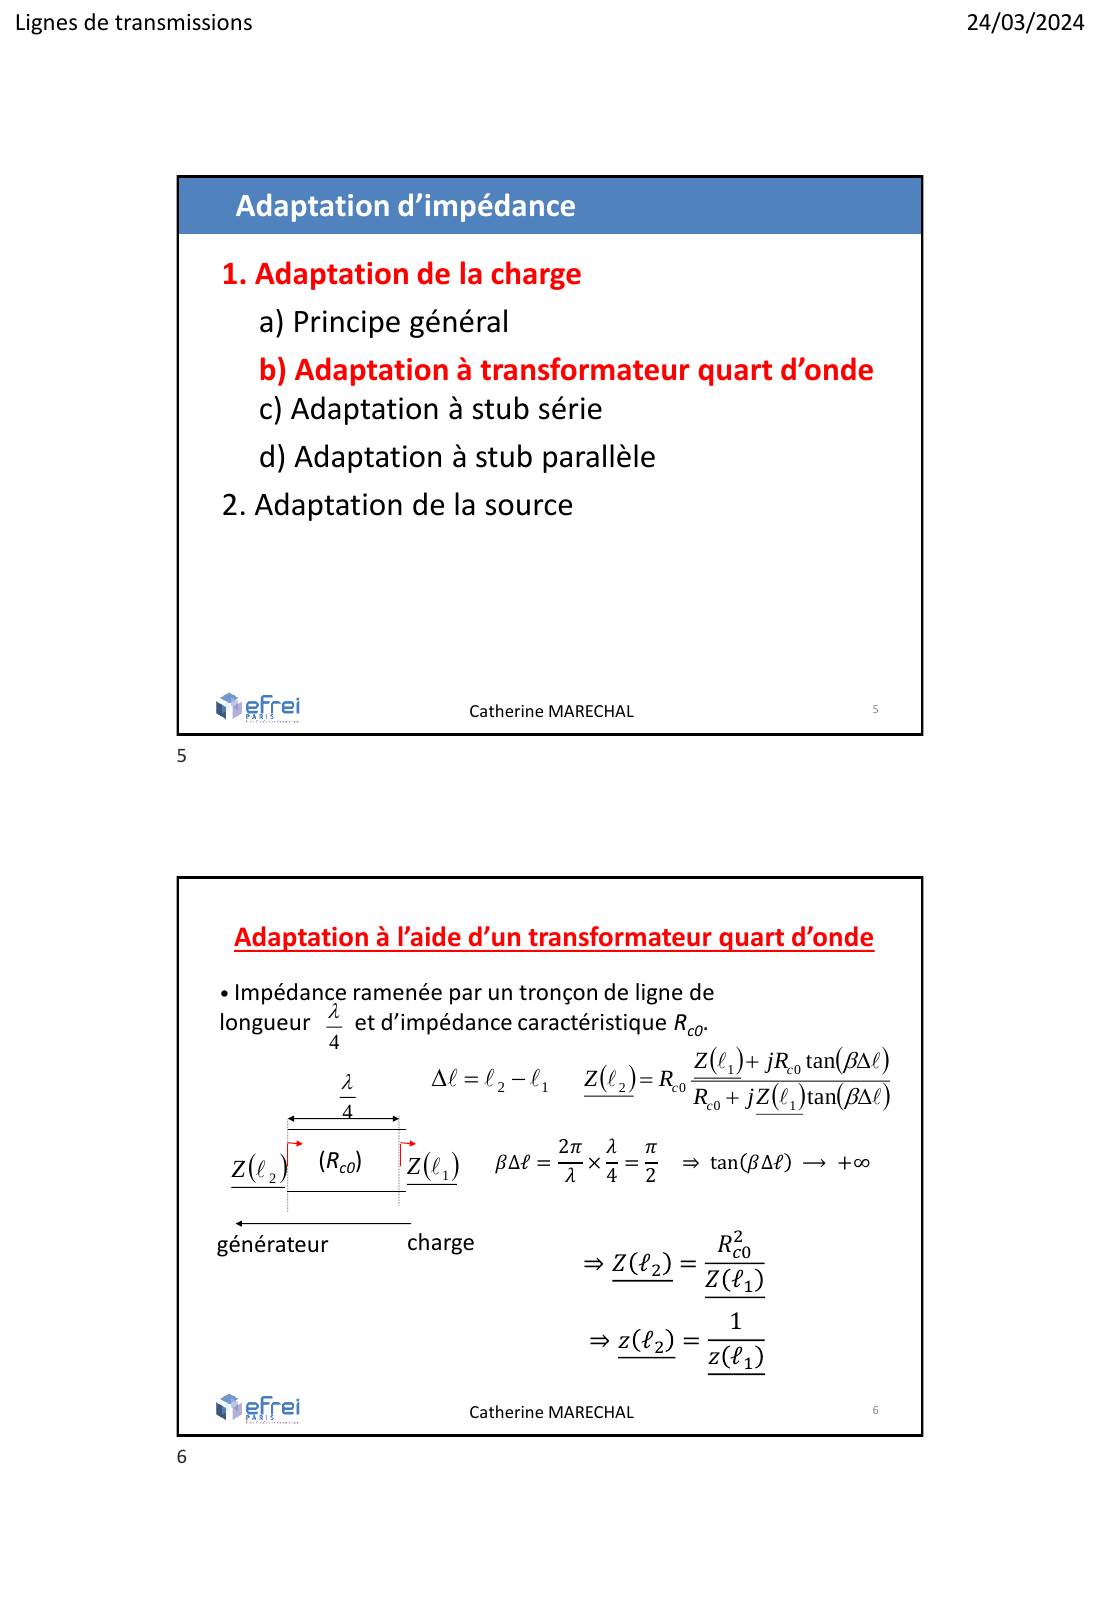 Lignes de transmissions 24/03/2024
Adaptation d’impédance
1. Adaptation de la charge
a) Principe général
b) Adaptation à transformateur quart d’onde
c) Adaptation à stub série
d) Adaptation à stub parallèle
2. Adaptation de la source
efrei
PARIS
Catherine MARECHAL
5
5
Adaptation à l’aide d’un transformateur quart d’onde
• Impédance ramenée par un tronçon de ligne de
longueur λ/4 et d’impédance caractéristique Rc0.
Δℓ = ℓ2 − ℓ1 Z(ℓ2) = Rc0 (Z(ℓ1) + jRc0 tan(βΔℓ)) / (Rc0 + jZ(ℓ1)tan(βΔℓ))
λ/4
Z(ℓ2) (Rc0) Z(ℓ1) βΔℓ = 2π/λ × λ/4 = π/2 ⇒ tan(βΔℓ) ⟶ +∞
générateur charge
⇒ Z(ℓ2) = Rc0² / Z(ℓ1)
⇒ z(ℓ2) = 1 / z(ℓ1)
efrei
PARIS
Catherine MARECHAL
6
6